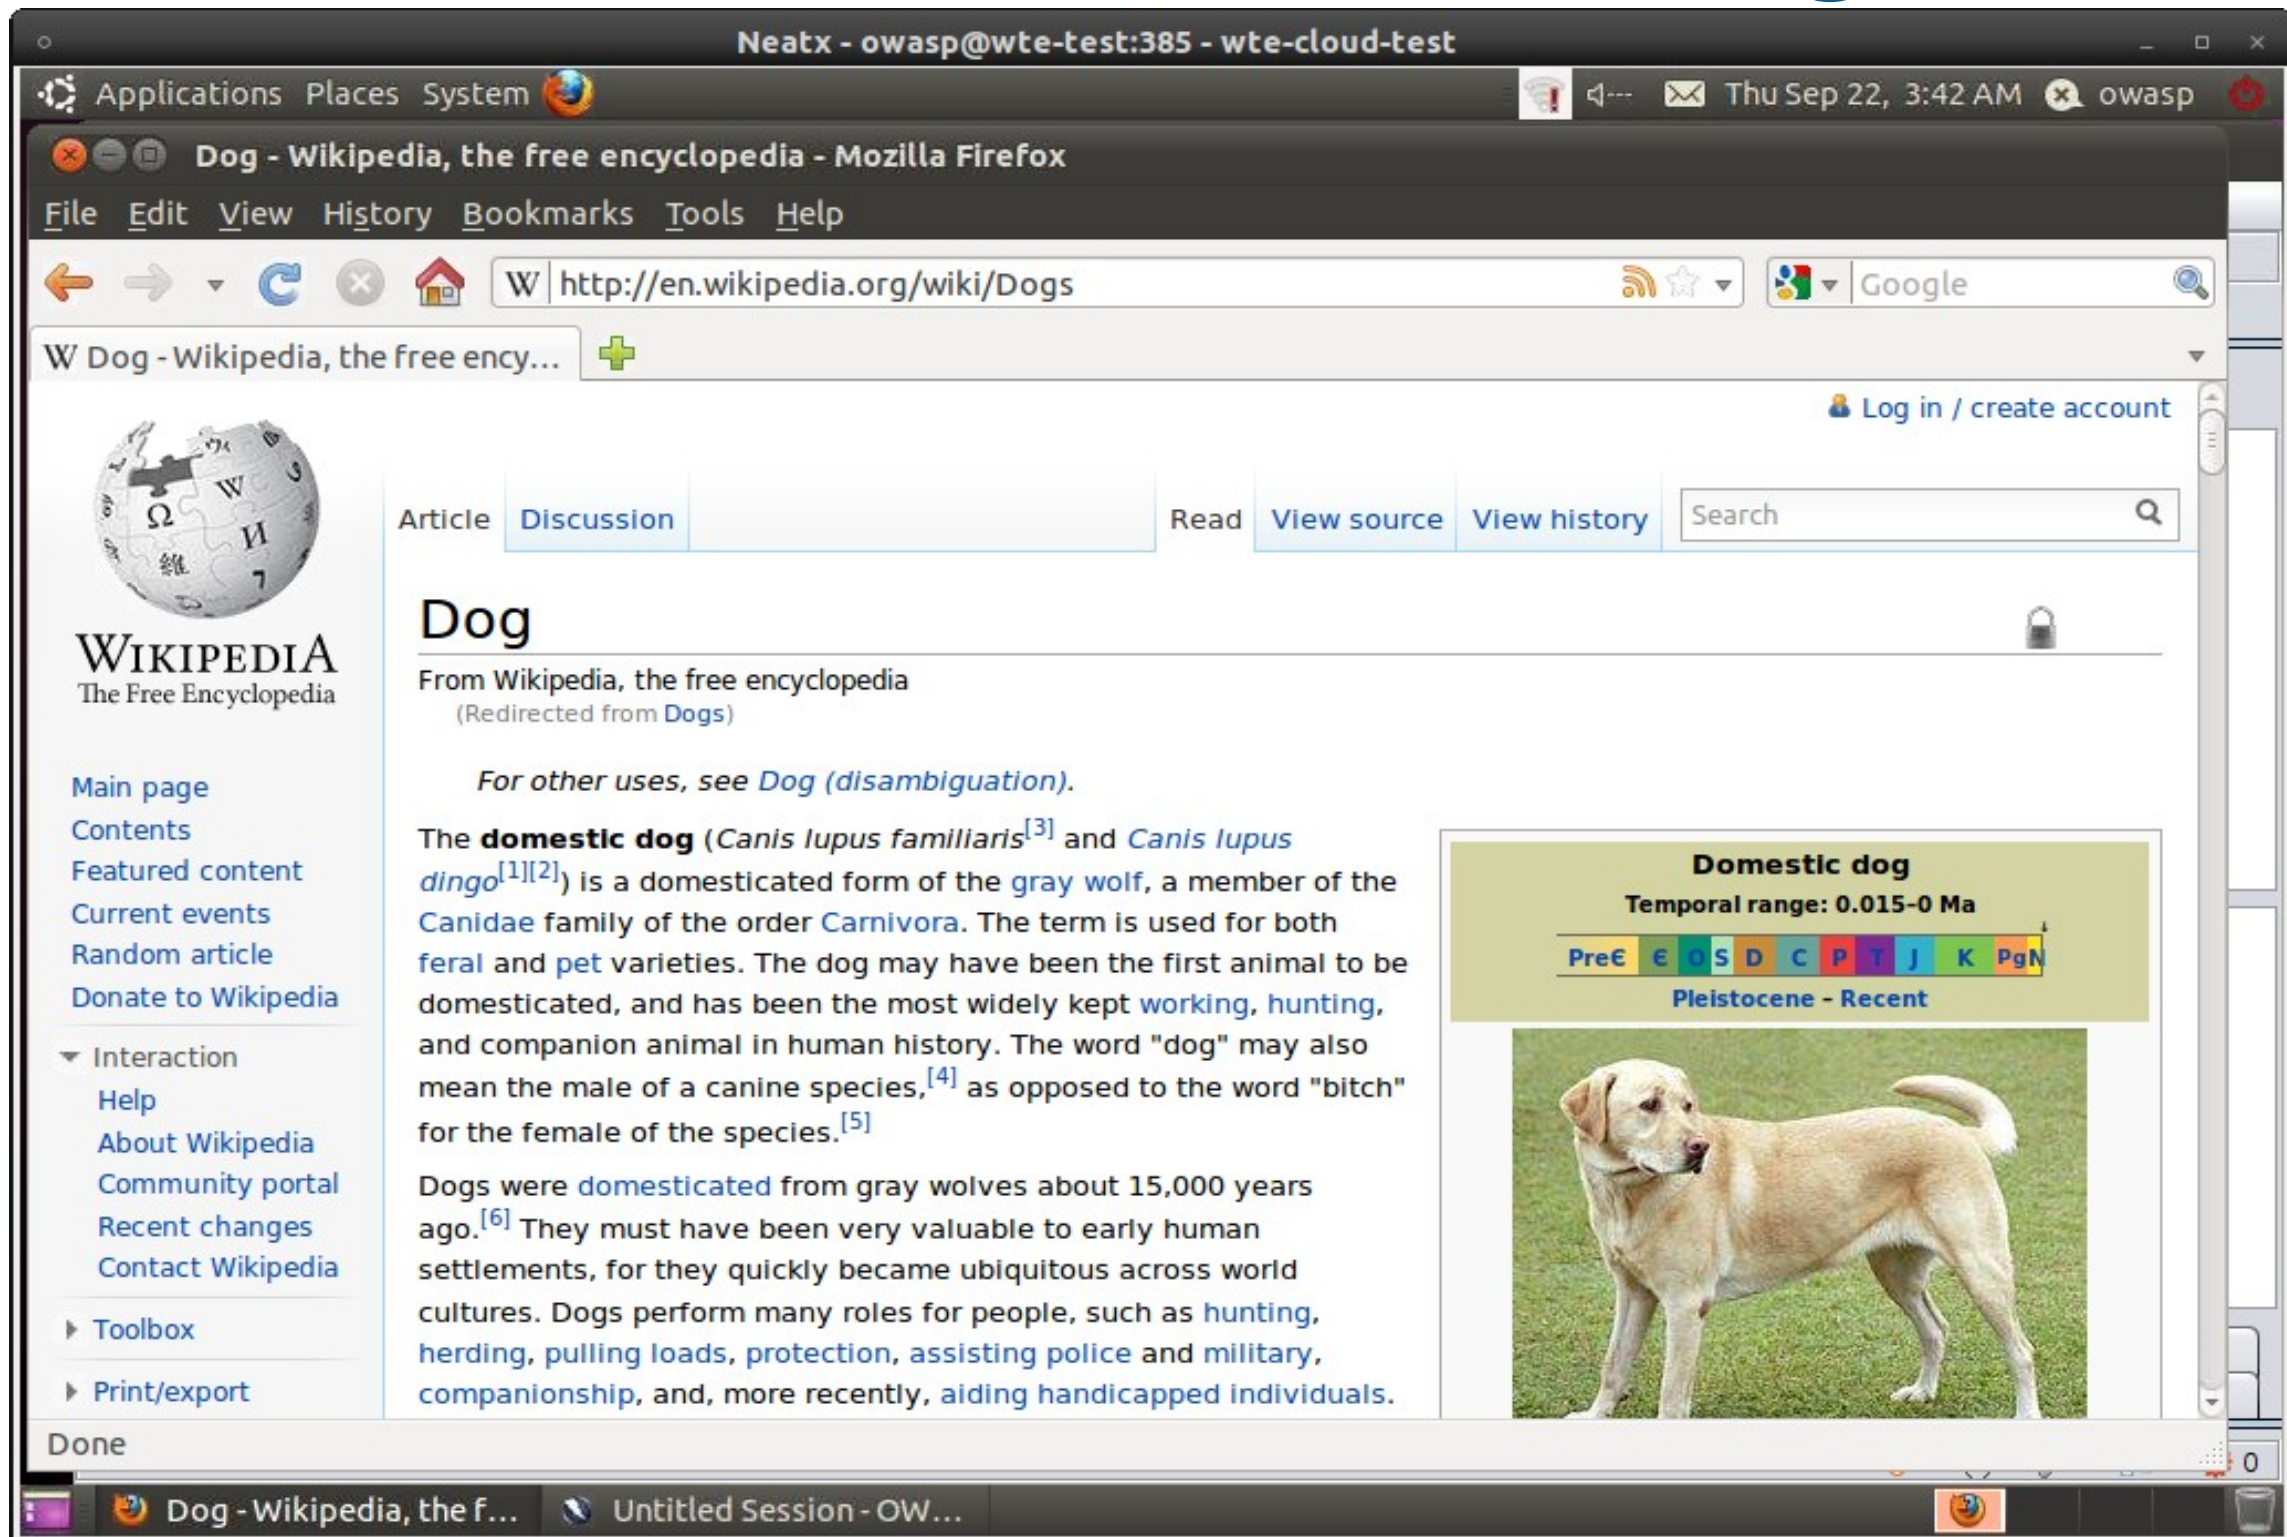 Neatx - owasp@wte-test:385 - wte-cloud-test
Applications Places System
Thu Sep 22, 3:42 AM owasp
Dog - Wikipedia, the free encyclopedia - Mozilla Firefox
File Edit View History Bookmarks Tools Help
W http://en.wikipedia.org/wiki/Dogs
Google
W Dog - Wikipedia, the free ency...
Log in / create account
Article Discussion Read View source View history Search
WIKIPEDIA
The Free Encyclopedia
Main page
Contents
Featured content
Current events
Random article
Donate to Wikipedia
Interaction
Help
About Wikipedia
Community portal
Recent changes
Contact Wikipedia
Toolbox
Print/export
Dog
From Wikipedia, the free encyclopedia
(Redirected from Dogs)
For other uses, see Dog (disambiguation).
The domestic dog (Canis lupus familiaris[3] and Canis lupus
dingo[1][2]) is a domesticated form of the gray wolf, a member of the
Canidae family of the order Carnivora. The term is used for both
feral and pet varieties. The dog may have been the first animal to be
domesticated, and has been the most widely kept working, hunting,
and companion animal in human history. The word "dog" may also
mean the male of a canine species,[4] as opposed to the word "bitch"
for the female of the species.[5]
Dogs were domesticated from gray wolves about 15,000 years
ago.[6] They must have been very valuable to early human
settlements, for they quickly became ubiquitous across world
cultures. Dogs perform many roles for people, such as hunting,
herding, pulling loads, protection, assisting police and military,
companionship, and, more recently, aiding handicapped individuals.
Domestic dog
Temporal range: 0.015–0 Ma
PreЄ Є O S D C P T J K Pg N
Pleistocene – Recent
Done
0
Dog - Wikipedia, the f...
Untitled Session - OW...